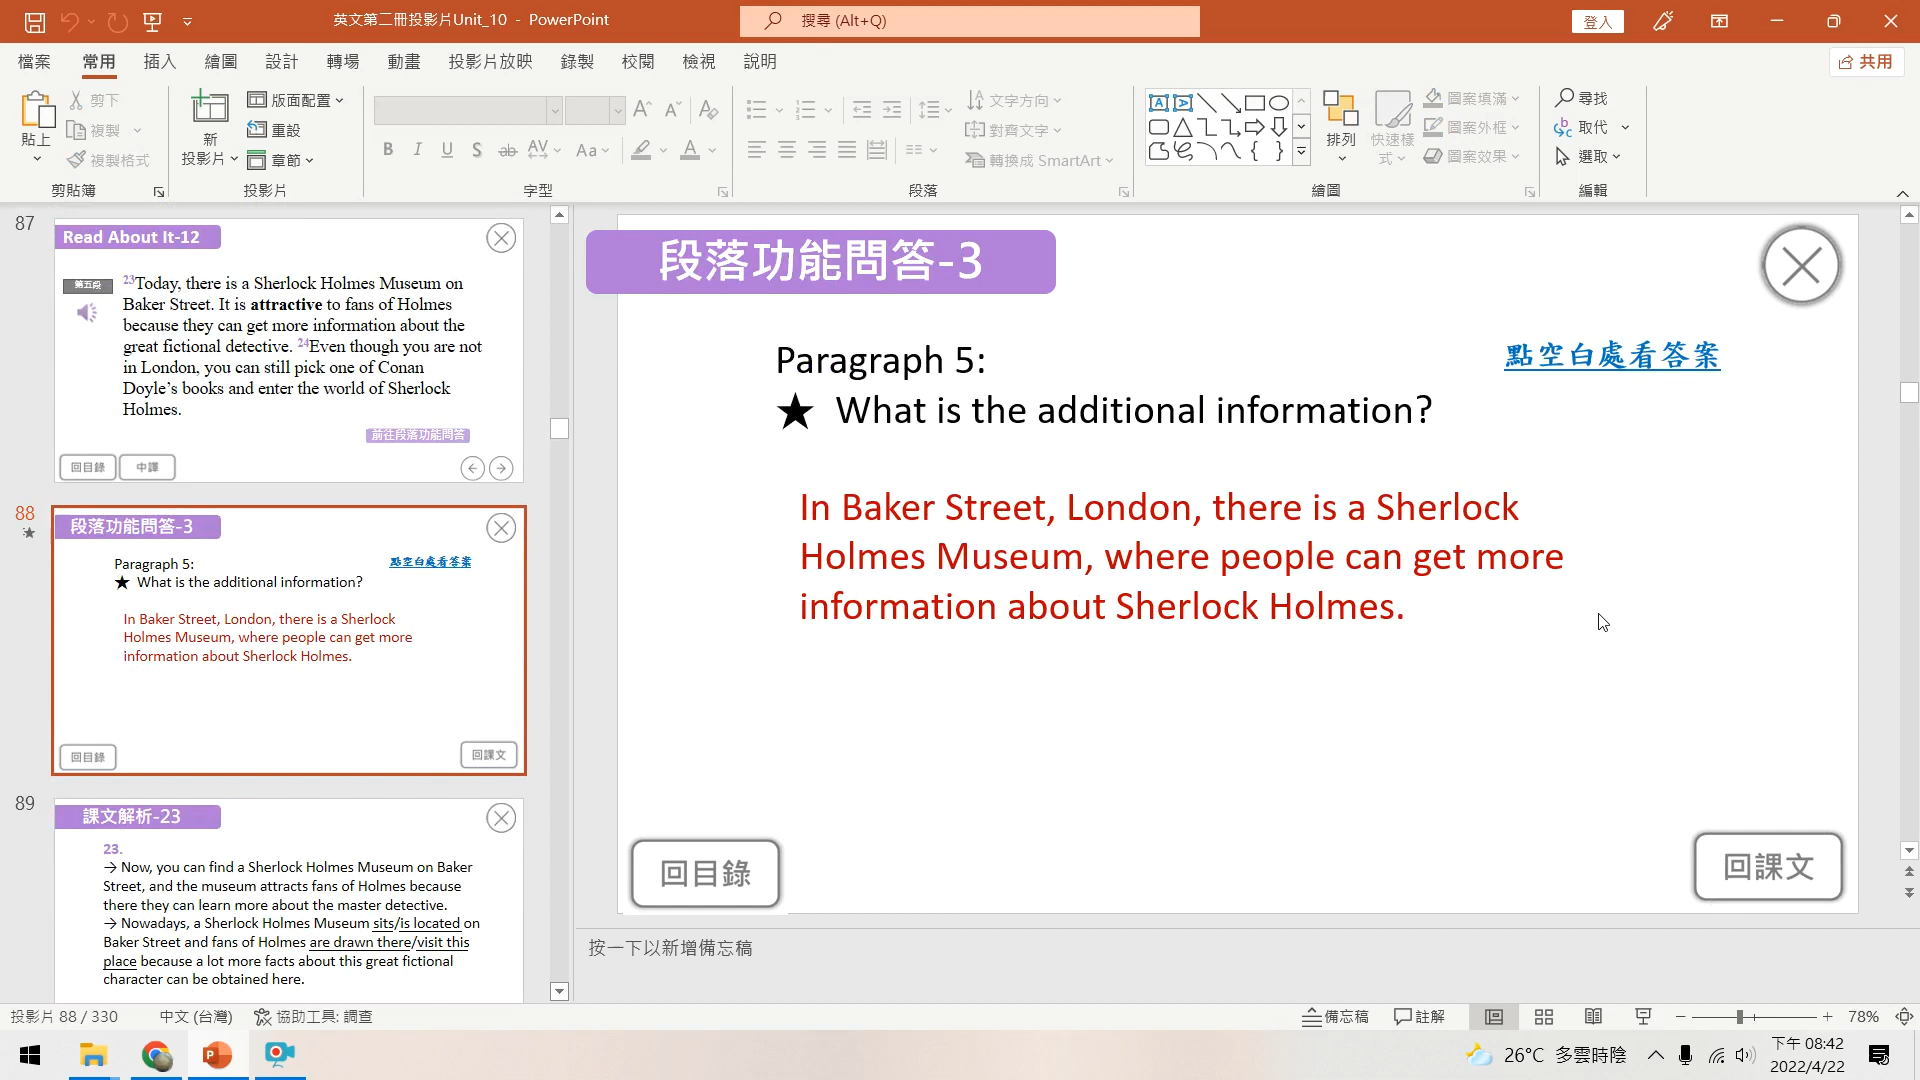 英文第二冊投影片Unit_10 - PowerPoint
搜尋 (Alt+Q)
登入
檔案 常用 插入 繪圖 設計 轉場 動畫 投影片放映 錄製 校閱 檢視 說明
共用
貼上
剪下
複製
複製格式
剪貼簿
新
投影片
版面配置
重設
章節
投影片
B I U S ab AV Aa A
字型
文字方向
對齊文字
轉換成 SmartArt
段落
排列
快速樣
式
圖案填滿
圖案外框
圖案效果
繪圖
尋找
取代
選取
編輯
87
Read About It-12
第五段
23Today, there is a Sherlock Holmes Museum on
Baker Street. It is attractive to fans of Holmes
because they can get more information about the
great fictional detective. 24Even though you are not
in London, you can still pick one of Conan
Doyle's books and enter the world of Sherlock
Holmes.
前往段落功能問答
回目錄 中譯
88
段落功能問答-3
Paragraph 5:
點空白處看答案
★ What is the additional information?
In Baker Street, London, there is a Sherlock
Holmes Museum, where people can get more
information about Sherlock Holmes.
回目錄
回課文
89
課文解析-23
23.
→ Now, you can find a Sherlock Holmes Museum on Baker
Street, and the museum attracts fans of Holmes because
there they can learn more about the master detective.
→ Nowadays, a Sherlock Holmes Museum sits/is located on
Baker Street and fans of Holmes are drawn there/visit this
place because a lot more facts about this great fictional
character can be obtained here.
段落功能問答-3
Paragraph 5:
點空白處看答案
★ What is the additional information?
In Baker Street, London, there is a Sherlock
Holmes Museum, where people can get more
information about Sherlock Holmes.
回目錄
回課文
按一下以新增備忘稿
投影片 88 / 330 中文 (台灣) 協助工具: 調查
備忘稿 註解 78%
26°C 多雲時陰
下午 08:42
2022/4/22